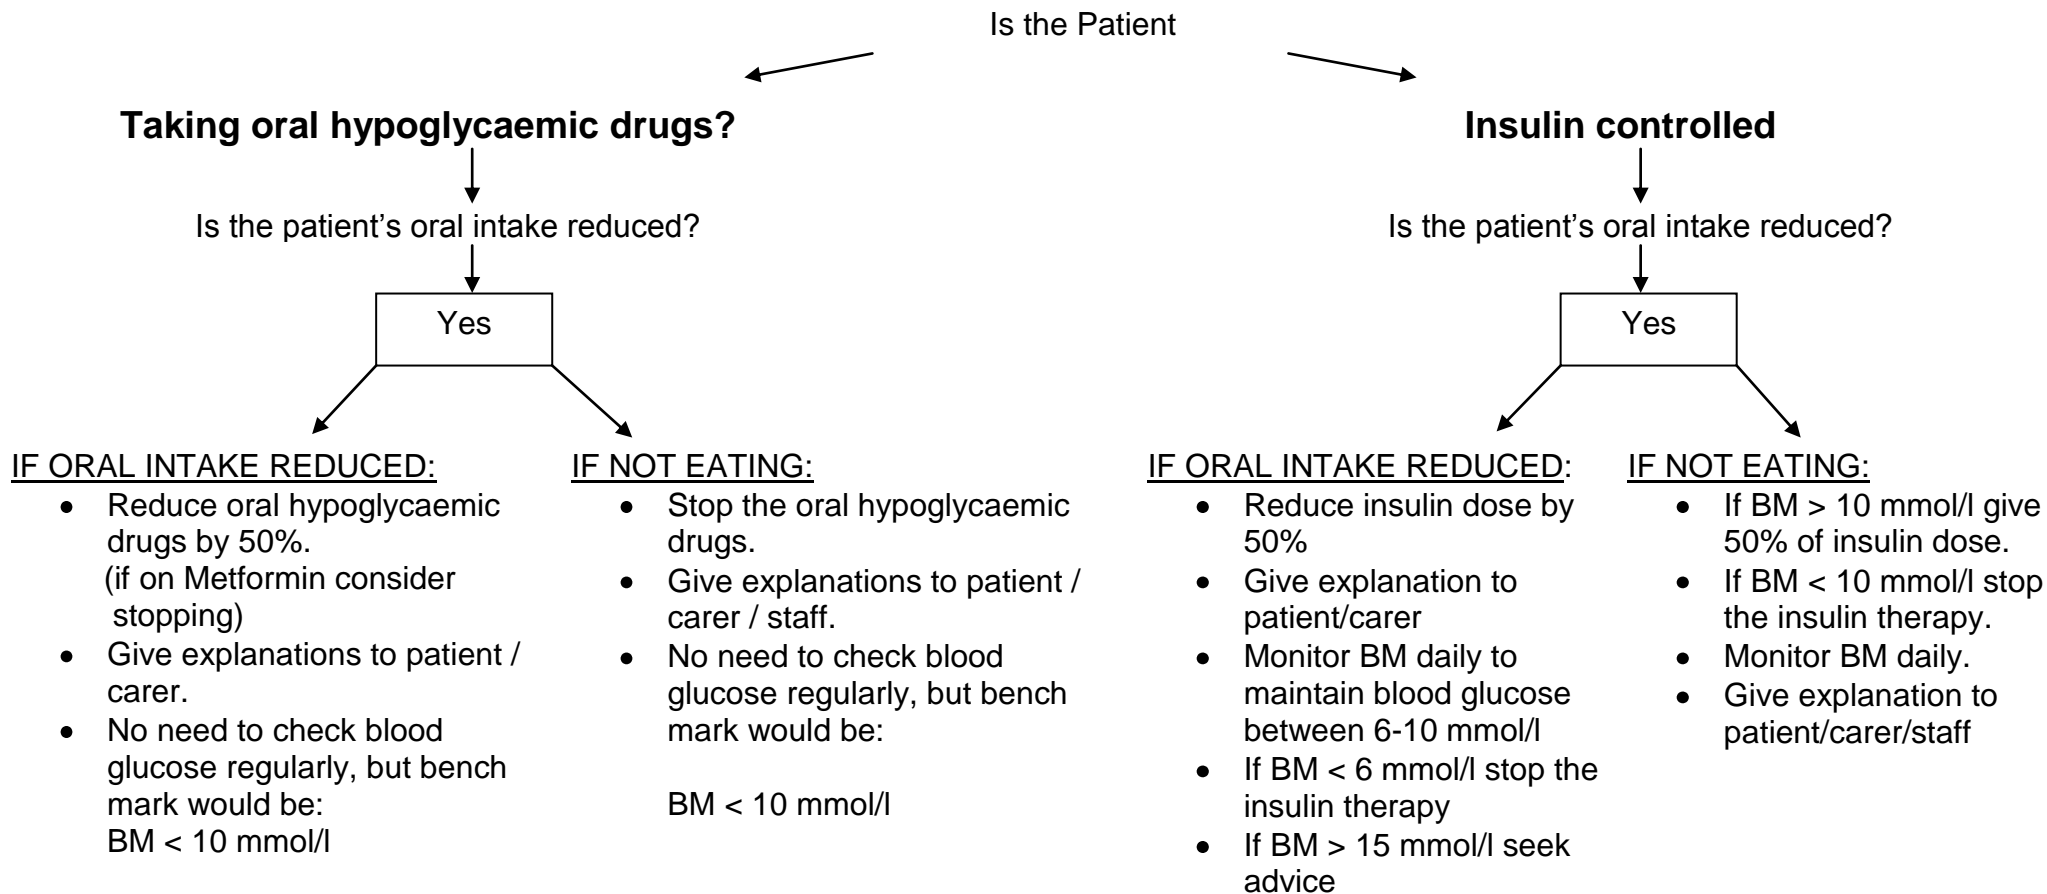 Is the Patient
Taking oral hypoglycaemic drugs?
Is the patient’s oral intake reduced?
Yes
IF ORAL INTAKE REDUCED:
• Reduce oral hypoglycaemic
drugs by 50%.
(if on Metformin consider
stopping)
• Give explanations to patient /
carer.
• No need to check blood
glucose regularly, but bench
mark would be:
BM < 10 mmol/l
IF NOT EATING:
• Stop the oral hypoglycaemic
drugs.
• Give explanations to patient /
carer / staff.
• No need to check blood
glucose regularly, but bench
mark would be:
BM < 10 mmol/l
Insulin controlled
Is the patient’s oral intake reduced?
Yes
IF ORAL INTAKE REDUCED:
• Reduce insulin dose by
50%
• Give explanation to
patient/carer
• Monitor BM daily to
maintain blood glucose
between 6-10 mmol/l
• If BM < 6 mmol/l stop the
insulin therapy
• If BM > 15 mmol/l seek
advice
IF NOT EATING:
• If BM > 10 mmol/l give
50% of insulin dose.
• If BM < 10 mmol/l stop
the insulin therapy.
• Monitor BM daily.
• Give explanation to
patient/carer/staff